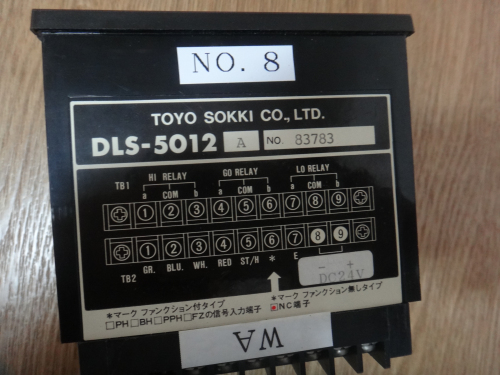 NO. 8
TOYO SOKKI CO., LTD.
DLS-5012 A NO. 83783
HI RELAY GO RELAY LO RELAY
TB1 a COM b a COM b a COM b
1 2 3 4 5 6 7 8 9
1 2 3 4 5 6 7 8 9
TB2 GR. BLU. WH. RED ST/H * E - +
DC24V
*マーク ファンクション付タイプ *マーク ファンクション無しタイプ
□PH□BH□PPH□FZの信号入力端子 NC端子
WA